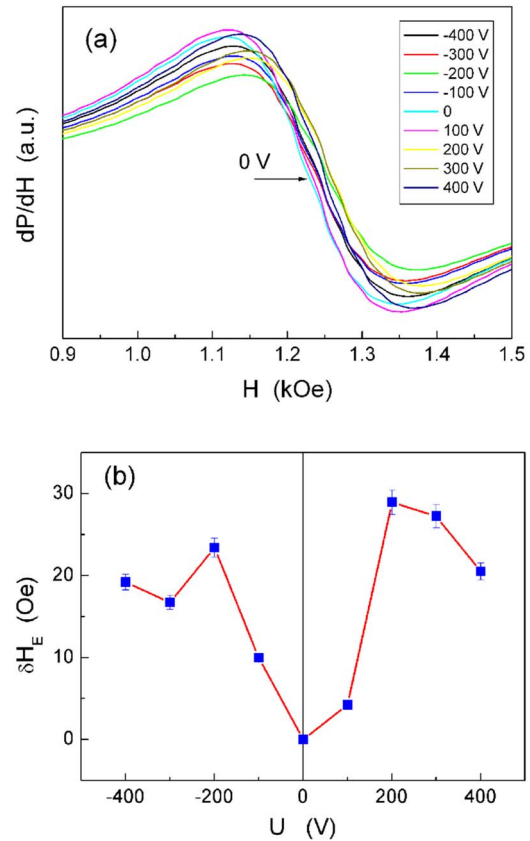 (a)
-400 V
-300 V
-200 V
-100 V
0
100 V
200 V
300 V
400 V
0 V
dP/dH (a.u.)
0.9 1.0 1.1 1.2 1.3 1.4 1.5
H (kOe)
(b)
30
20
10
0
δH_E (Oe)
-400 -200 0 200 400
U (V)